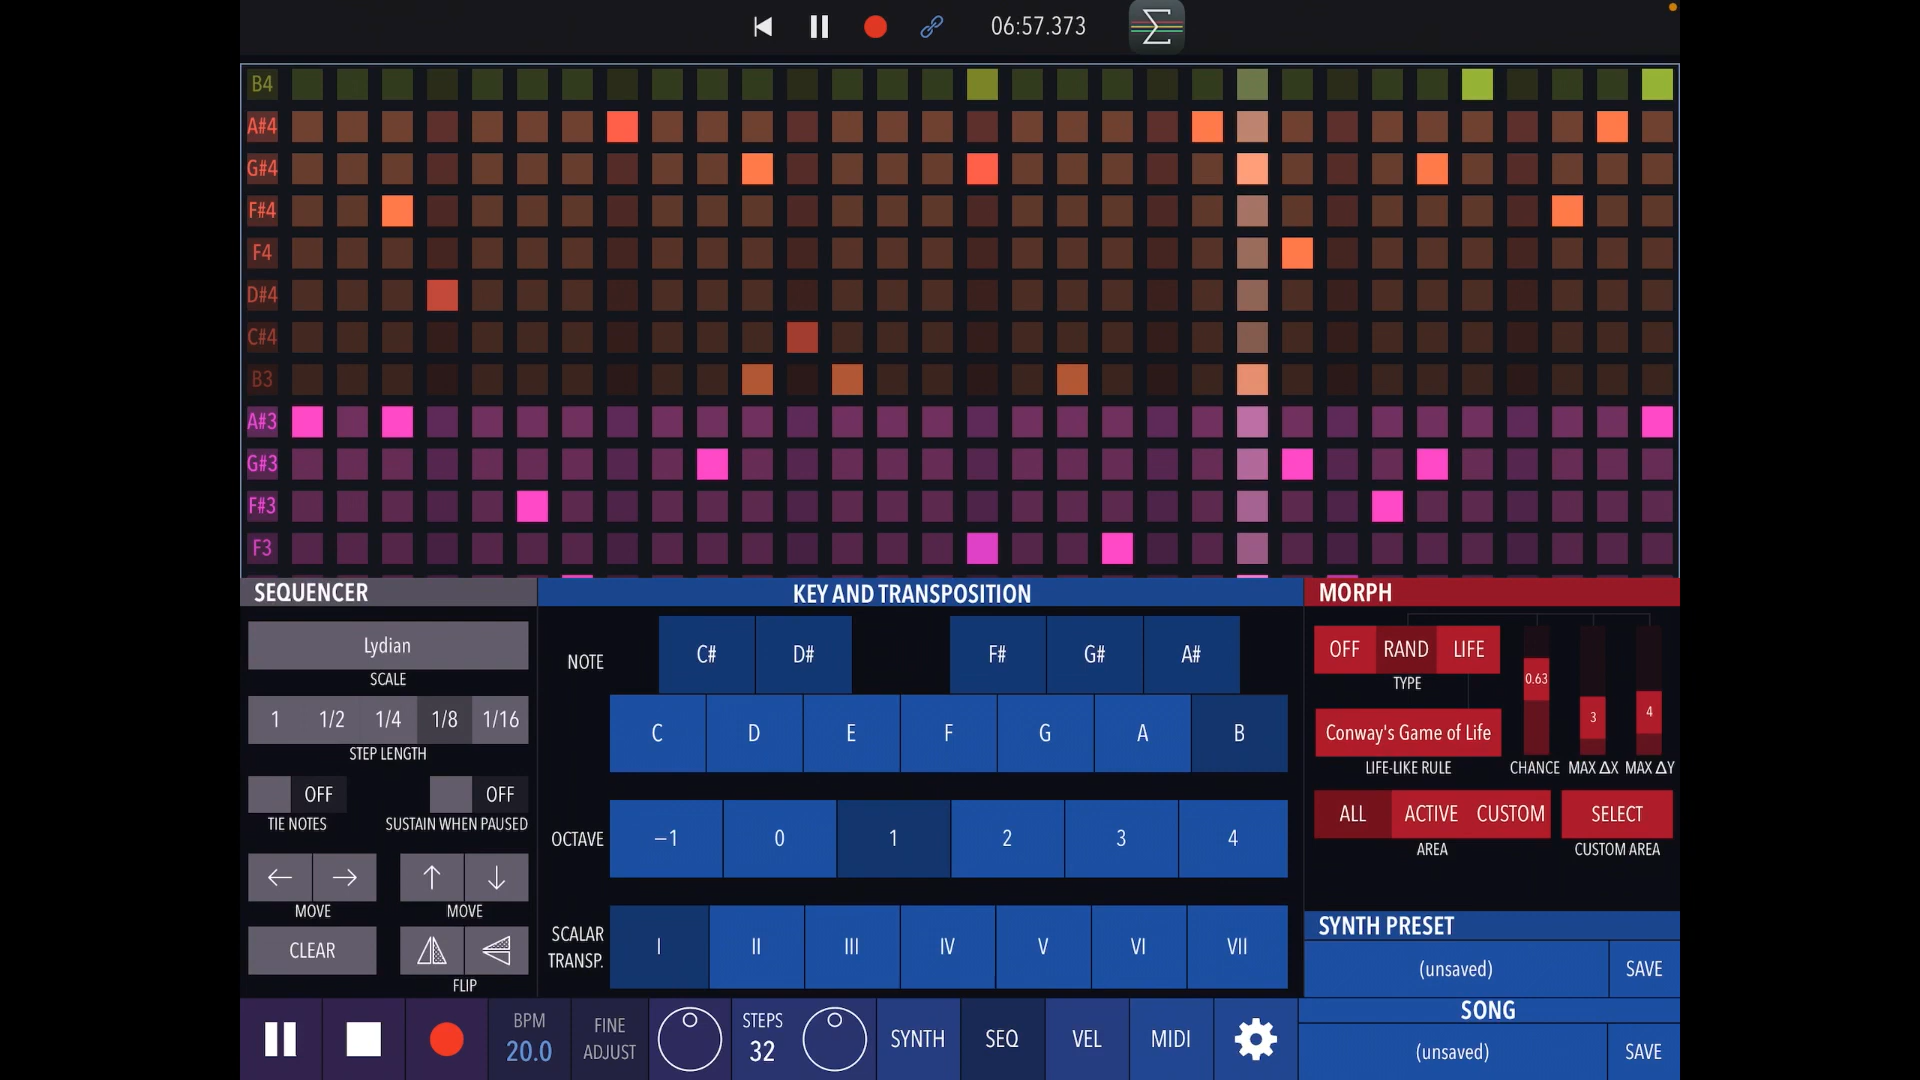 06:57.373
B4
A#4
G#4
F#4
F4
D#4
C#4
B3
A#3
G#3
F#3
F3
SEQUENCER
Lydian
SCALE
1 1/2 1/4 1/8 1/16
STEP LENGTH
OFF OFF
TIE NOTES SUSTAIN WHEN PAUSED
← → ↑ ↓
MOVE MOVE
CLEAR
FLIP
KEY AND TRANSPOSITION
NOTE
C# D# F# G# A#
C D E F G A B
OCTAVE
–1 0 1 2 3 4
SCALAR
TRANSP.
I II III IV V VI VII
MORPH
OFF RAND LIFE
TYPE
0.63
3
4
Conway's Game of Life
LIFE-LIKE RULE
CHANCE MAX ΔX MAX ΔY
ALL ACTIVE CUSTOM SELECT
AREA CUSTOM AREA
SYNTH PRESET
(unsaved) SAVE
SONG
(unsaved) SAVE
BPM
20.0
FINE
ADJUST
STEPS
32
SYNTH SEQ VEL MIDI